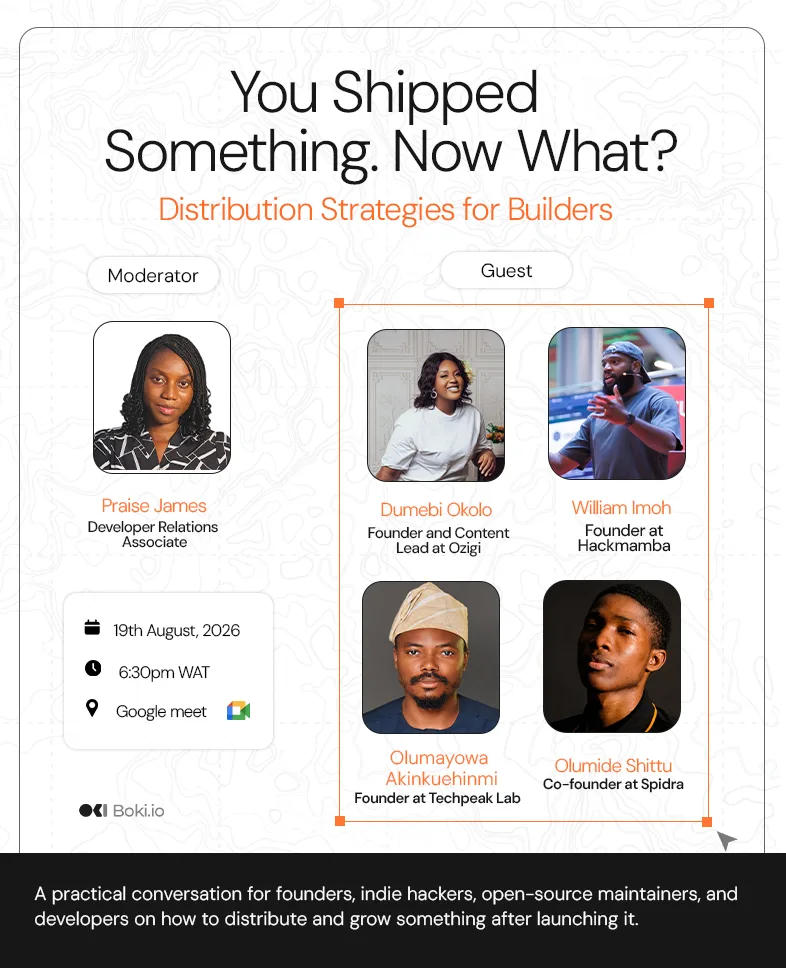 You Shipped
Something. Now What?
Distribution Strategies for Builders
Moderator
Guest
Praise James
Developer Relations
Associate
Dumebi Okolo
Founder and Content
Lead at Ozigi
William Imoh
Founder at
Hackmamba
19th August, 2026
6:30pm WAT
Google meet
Olumayowa
Akinkuehinmi
Founder at Techpeak Lab
Olumide Shittu
Co-founder at Spidra
Boki.io
A practical conversation for founders, indie hackers, open-source maintainers, and
developers on how to distribute and grow something after launching it.